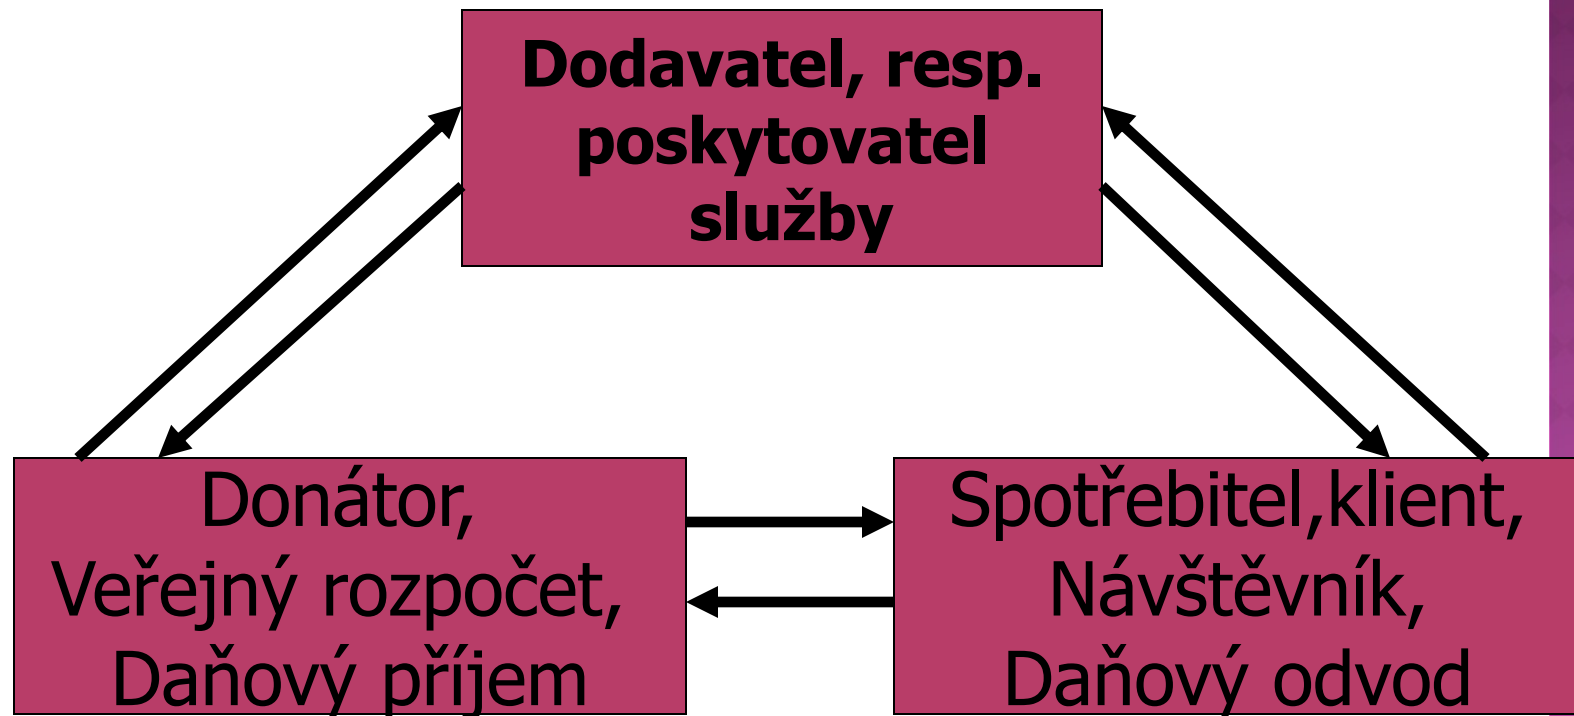 Dodavatel, resp.
poskytovatel
služby
Donátor,
Veřejný rozpočet,
Daňový příjem
Spotřebitel,klient,
Návštěvník,
Daňový odvod